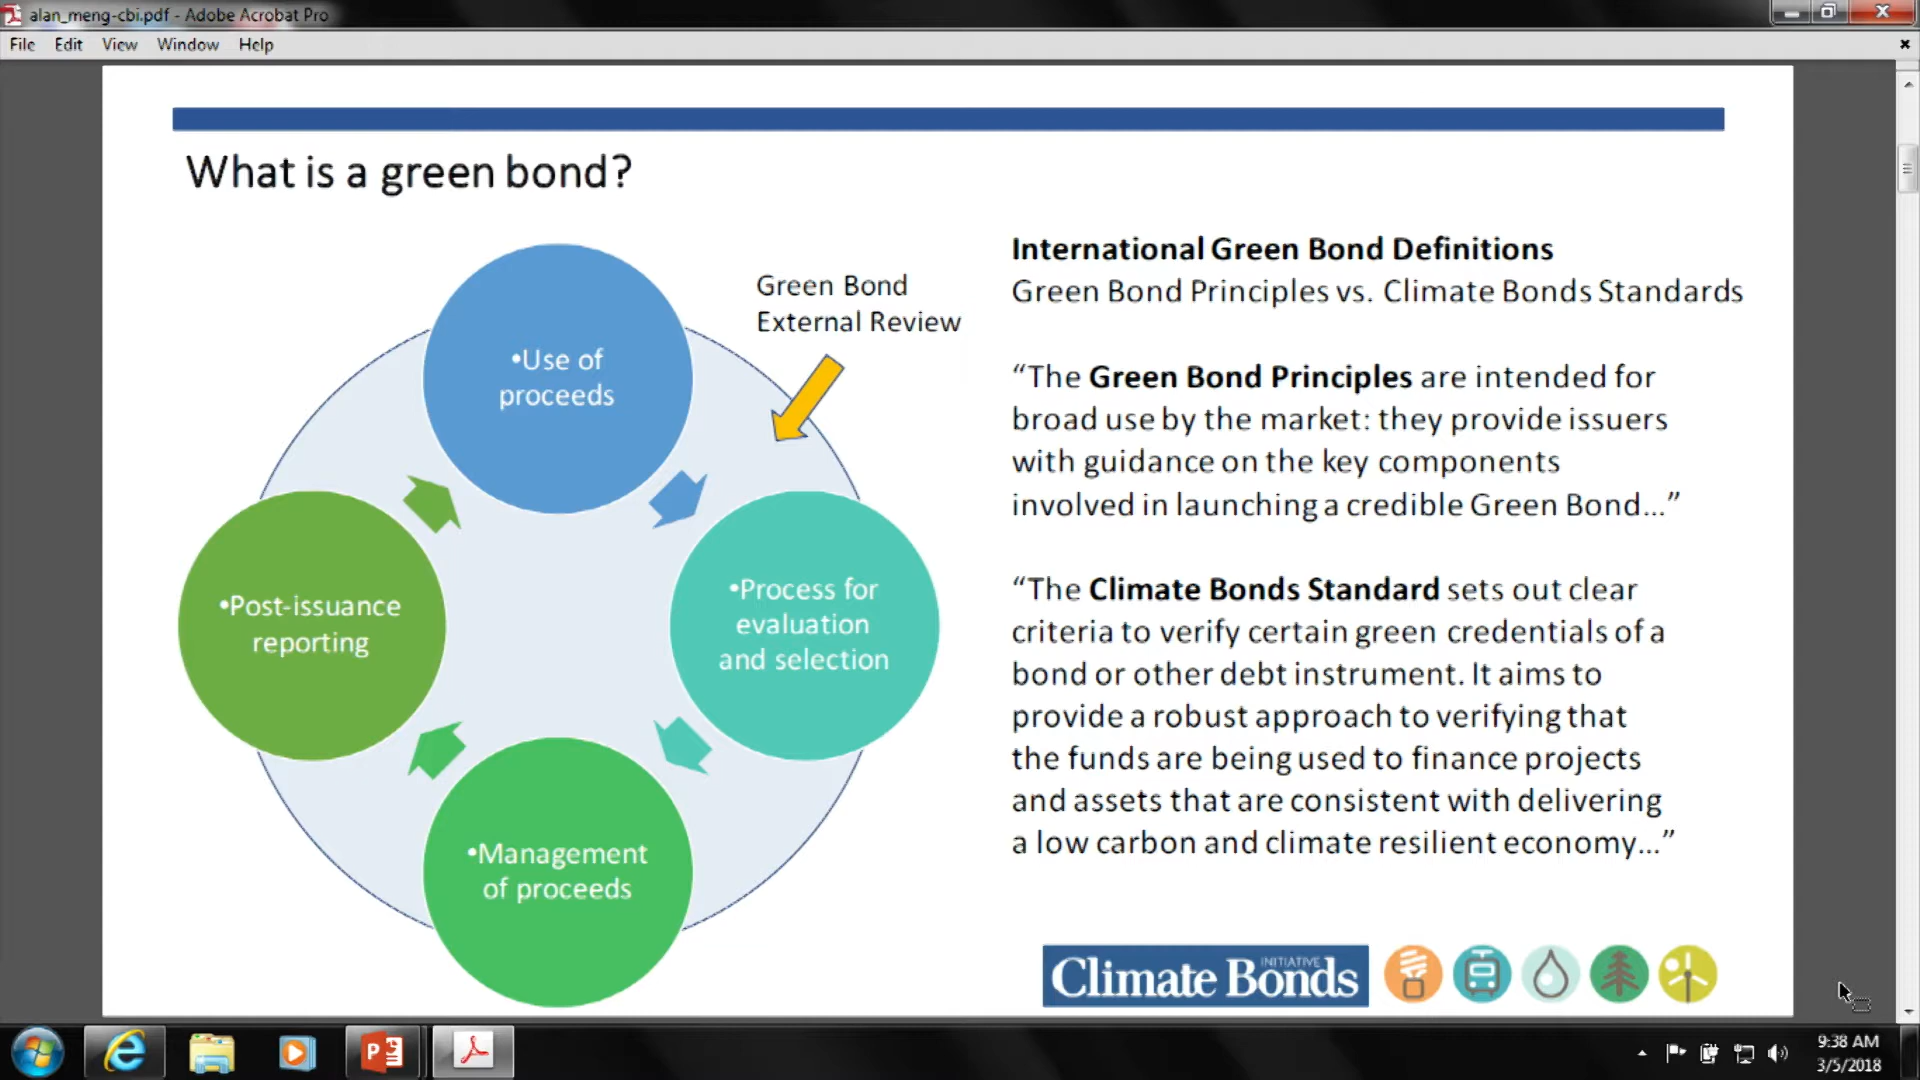 alan_meng-cbi.pdf - Adobe Acrobat Pro
File Edit View Window Help
What is a green bond?
•Use of
proceeds
Green Bond
External Review
•Process for
evaluation
and selection
•Management
of proceeds
•Post-issuance
reporting
International Green Bond Definitions
Green Bond Principles vs. Climate Bonds Standards
“The Green Bond Principles are intended for
broad use by the market: they provide issuers
with guidance on the key components
involved in launching a credible Green Bond…”
“The Climate Bonds Standard sets out clear
criteria to verify certain green credentials of a
bond or other debt instrument. It aims to
provide a robust approach to verifying that
the funds are being used to finance projects
and assets that are consistent with delivering
a low carbon and climate resilient economy…”
Climate Bonds INITIATIVE
9:38 AM
3/5/2018